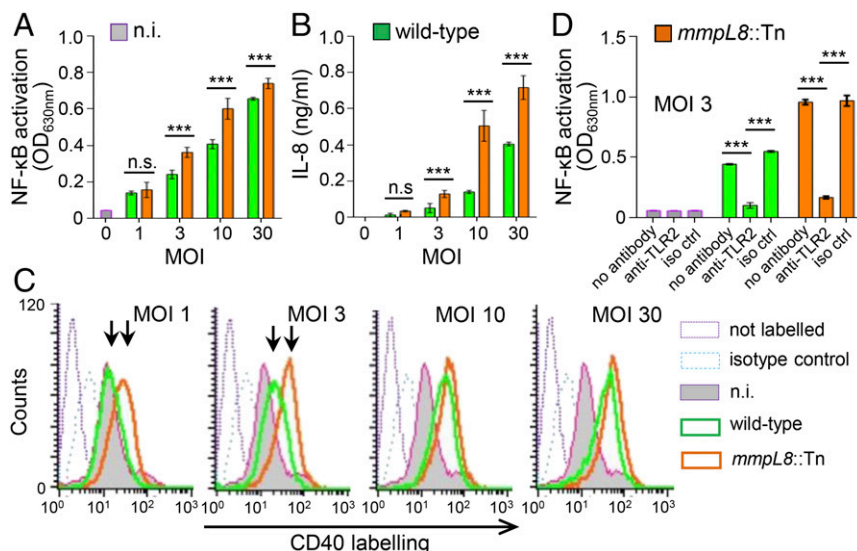 A
n.i.
NF-κB activation
(OD630nm)
1.0
0.8
0.6
0.4
0.2
0
n.s.
***
***
***
0 1 3 10 30
MOI
B
wild-type
IL-8 (ng/ml)
1.0
0.8
0.6
0.4
0.2
0
n.s
***
***
***
0 1 3 10 30
MOI
D
mmpL8::Tn
NF-κB activation
(OD630nm)
1.5
1.0
0.5
0
MOI 3
*** *** *** ***
no antibody
anti-TLR2
iso ctrl
no antibody
anti-TLR2
iso ctrl
no antibody
anti-TLR2
iso ctrl
C
120
Counts
0
MOI 1
10⁰ 10¹ 10² 10³
MOI 3
10⁰ 10¹ 10² 10³
MOI 10
10⁰ 10¹ 10² 10³
MOI 30
10⁰ 10¹ 10² 10³
CD40 labelling
not labelled
isotype control
n.i.
wild-type
mmpL8::Tn